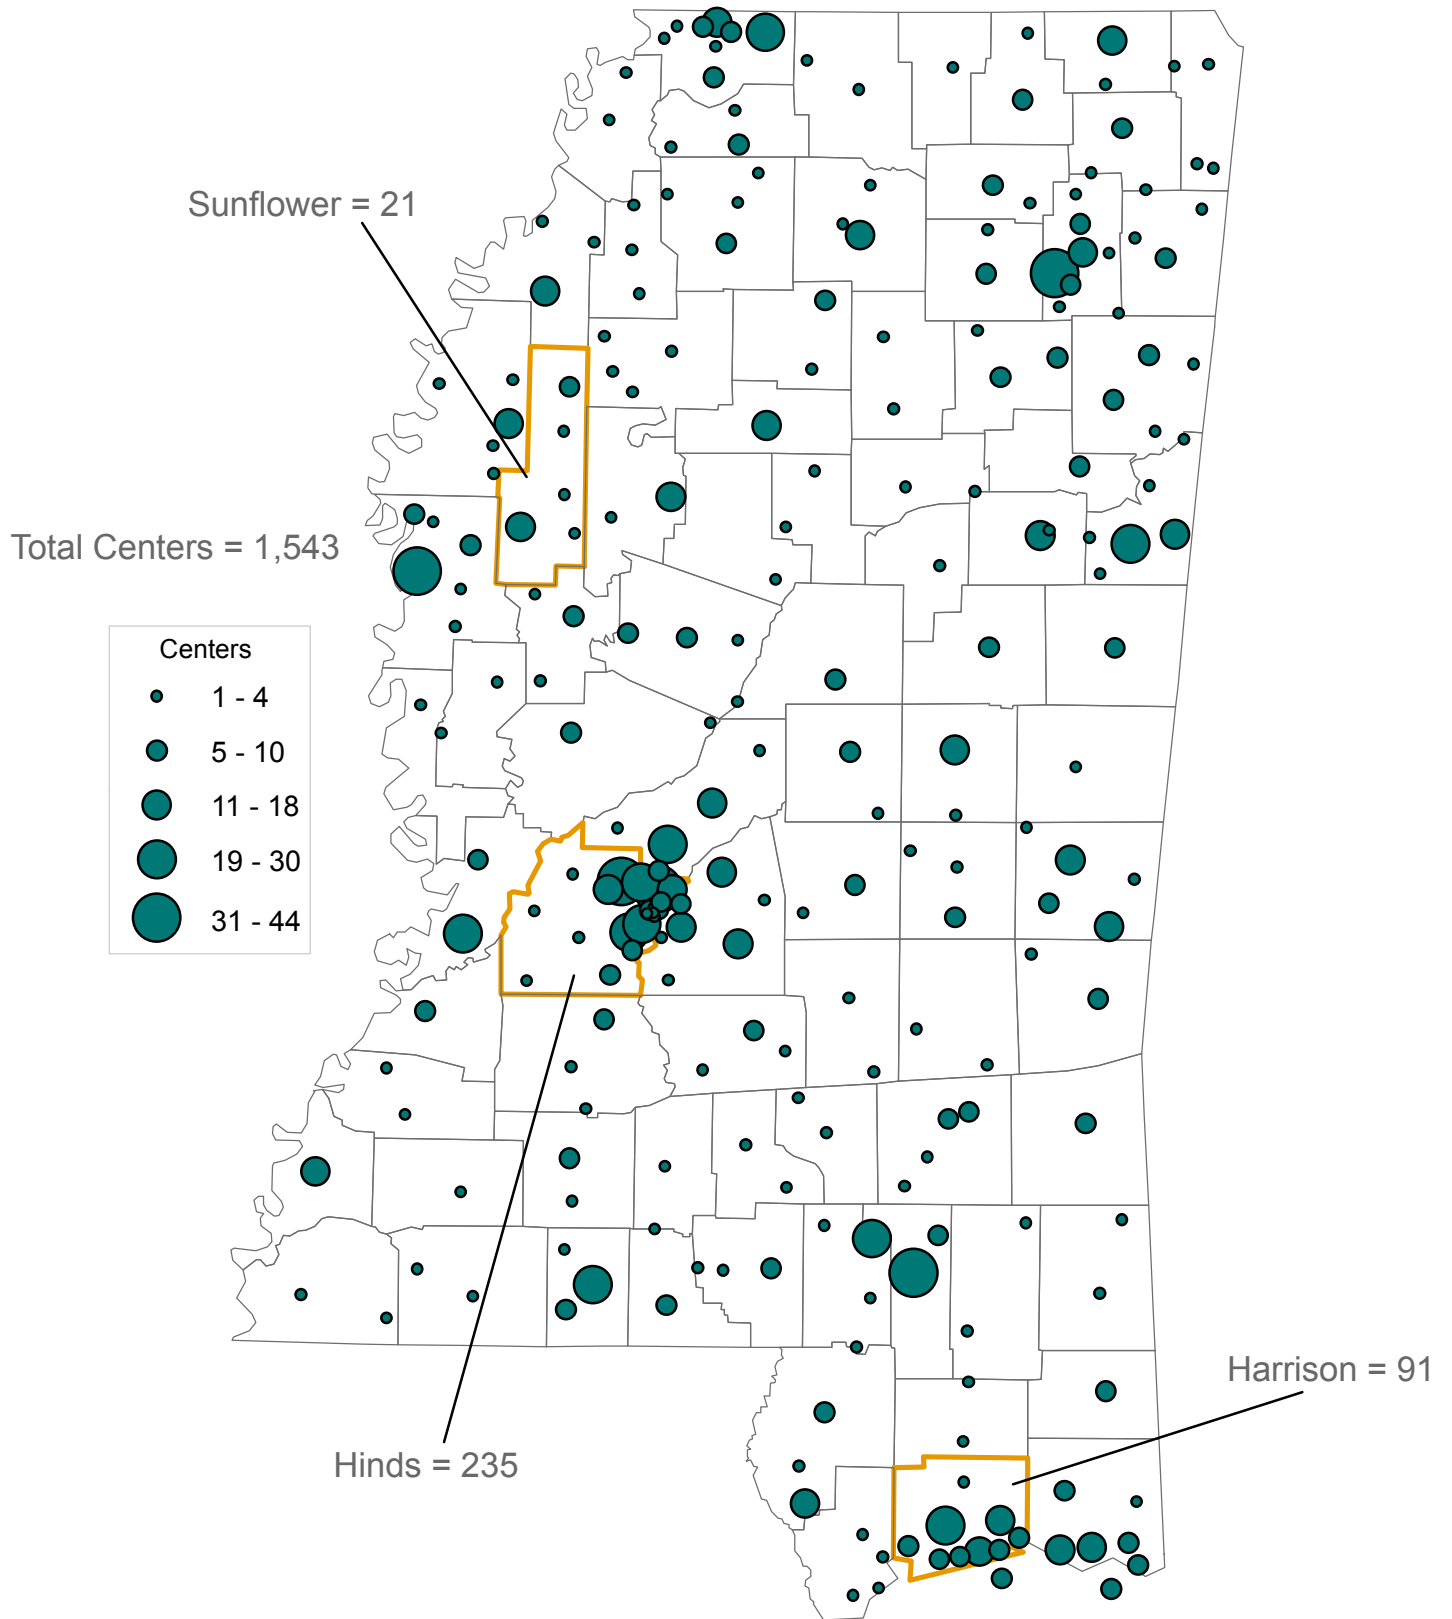 Sunflower = 21
Total Centers = 1,543
Centers
1 - 4
5 - 10
11 - 18
19 - 30
31 - 44
Harrison = 91
Hinds = 235